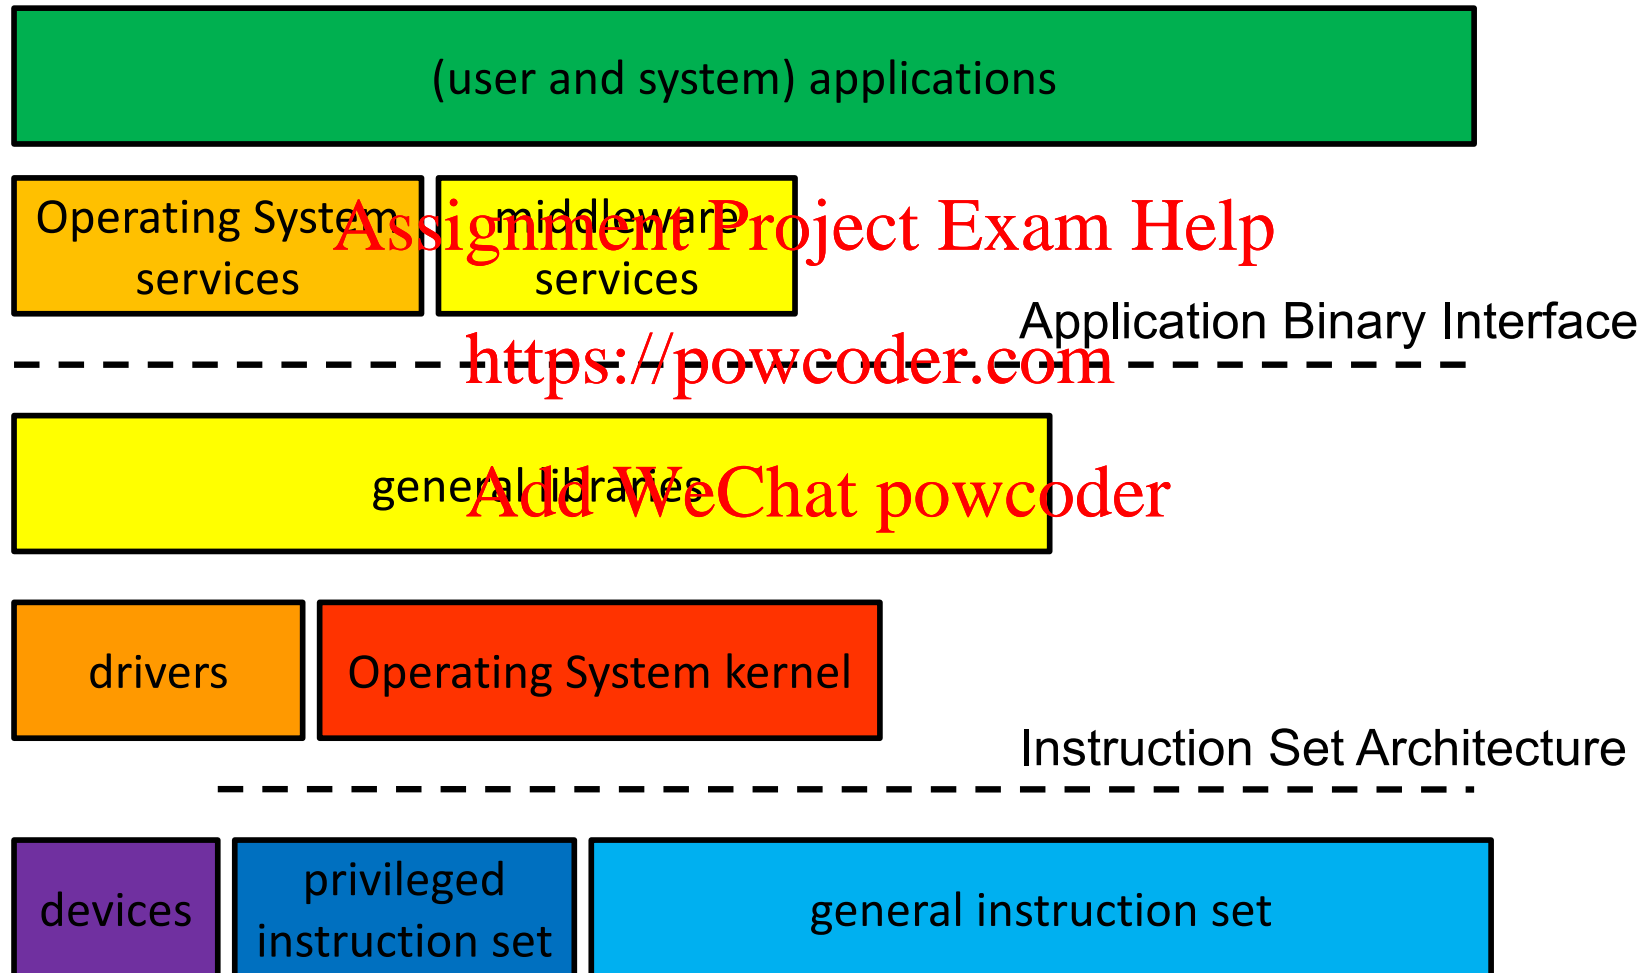 (user and system) applications
Operating System
services
middleware
services
Assignment Project Exam Help
Application Binary Interface
https://powcoder.com
general libraries
Add WeChat powcoder
drivers
Operating System kernel
Instruction Set Architecture
devices
privileged
instruction set
general instruction set